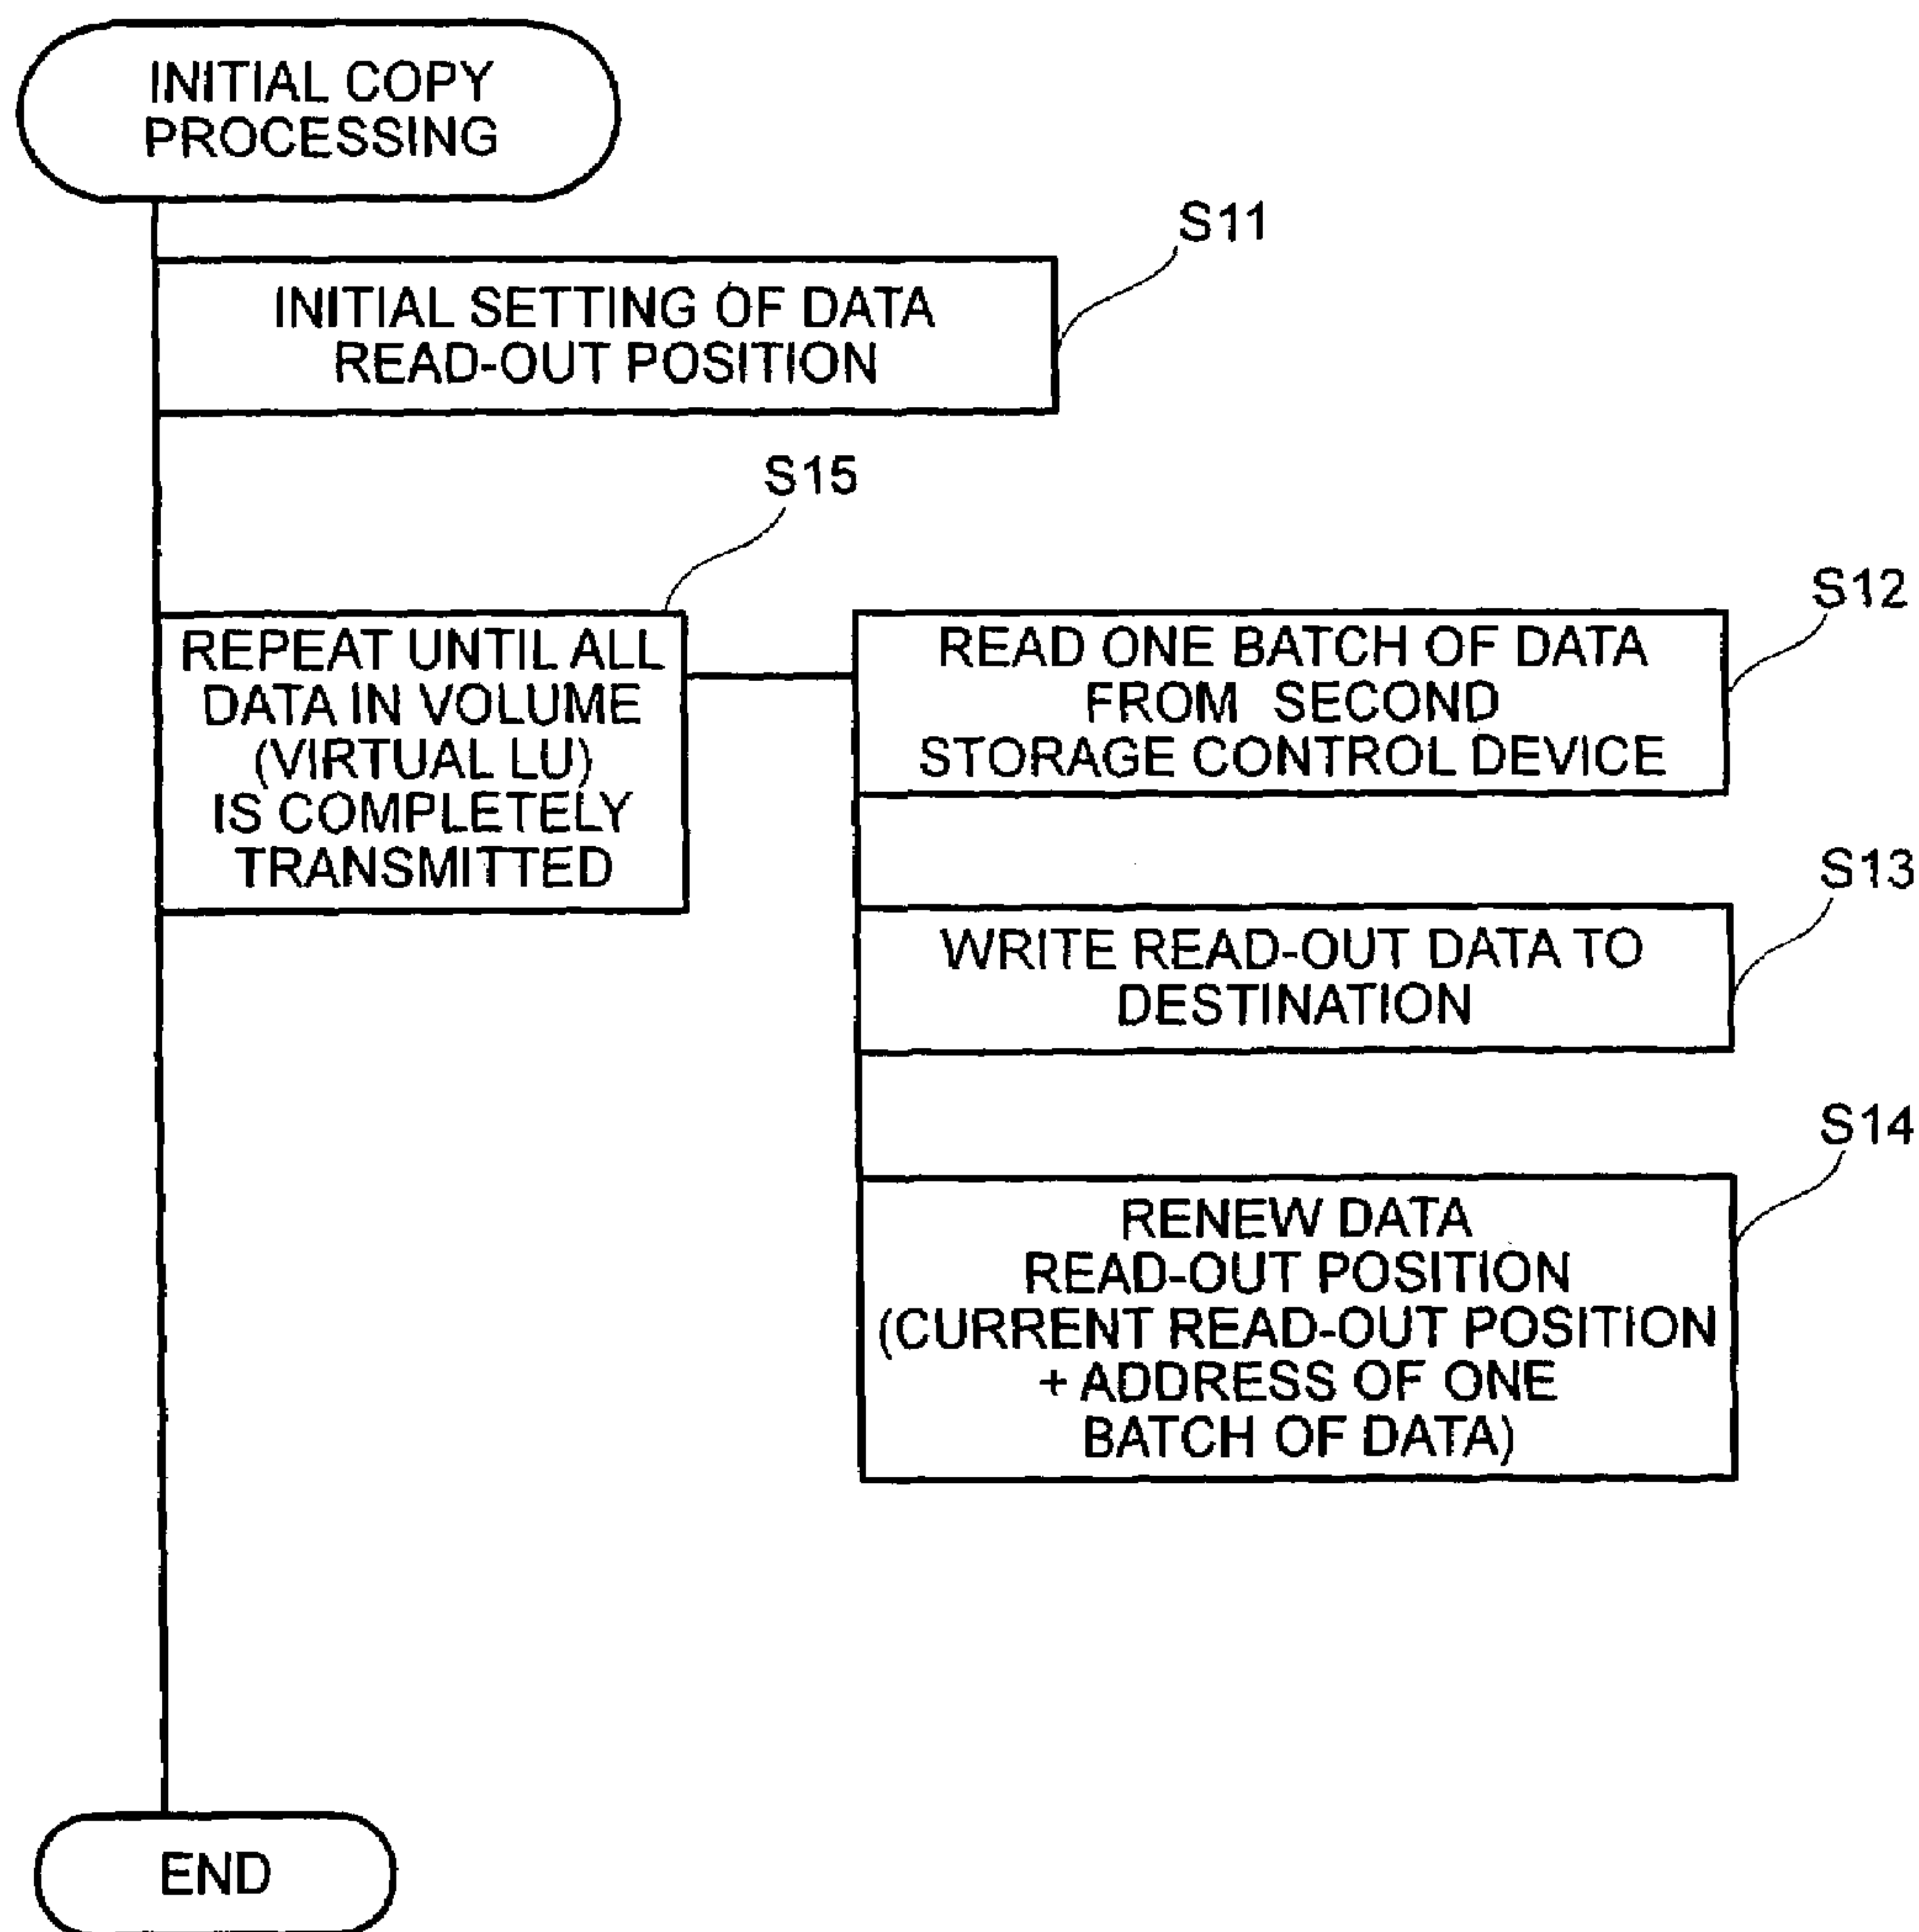 INITIAL COPY
PROCESSING
S11
INITIAL SETTING OF DATA
READ-OUT POSITION
S15
REPEAT UNTIL ALL
DATA IN VOLUME
(VIRTUAL LU)
IS COMPLETELY
TRANSMITTED
S12
READ ONE BATCH OF DATA
FROM SECOND
STORAGE CONTROL DEVICE
S13
WRITE READ-OUT DATA TO
DESTINATION
S14
RENEW DATA
READ-OUT POSITION
(CURRENT READ-OUT POSITION
+ ADDRESS OF ONE
BATCH OF DATA)
END